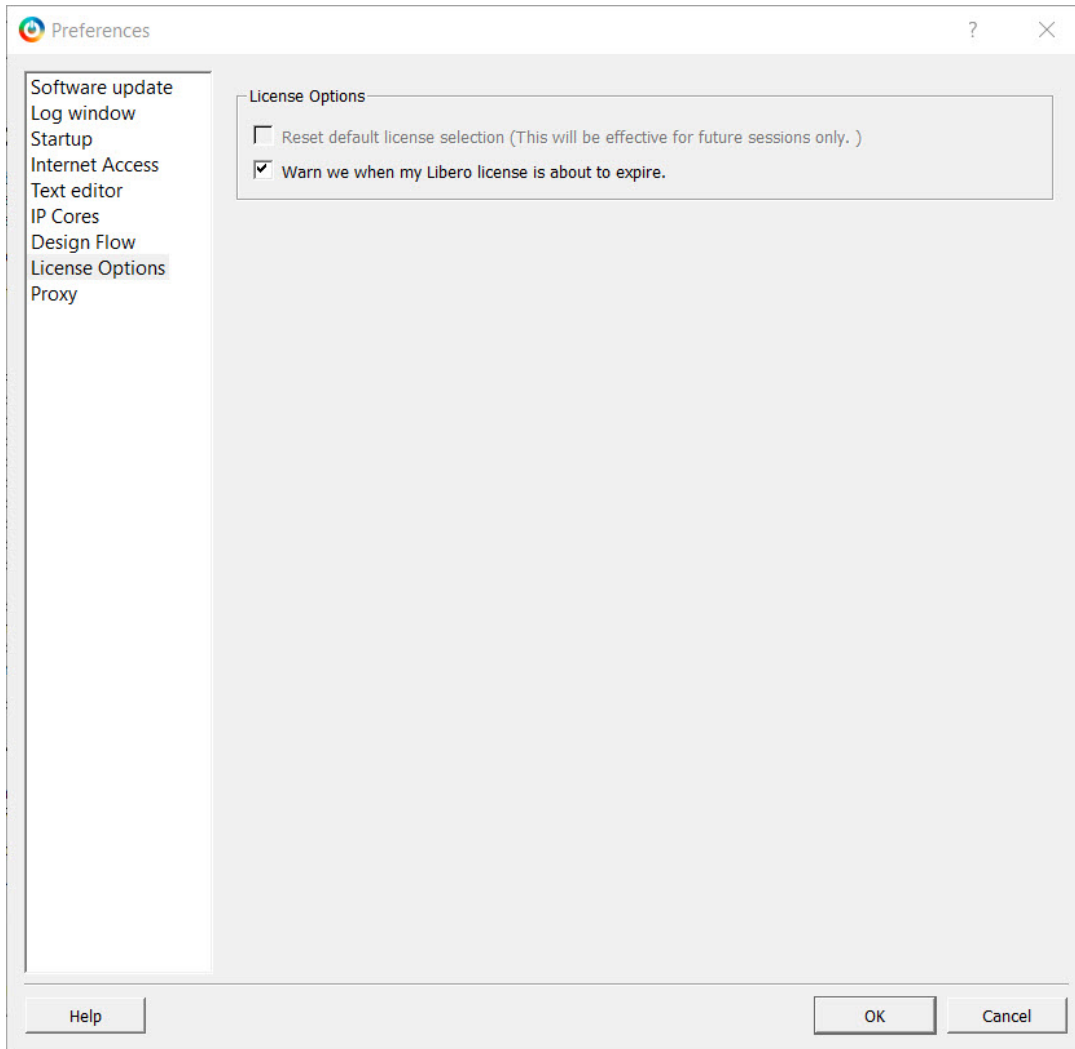 Preferences
?
Software update
Log window
Startup
Internet Access
Text editor
IP Cores
Design Flow
License Options
Proxy
License Options
Reset default license selection (This will be effective for future sessions only. )
Warn we when my Libero license is about to expire.
Help
OK
Cancel